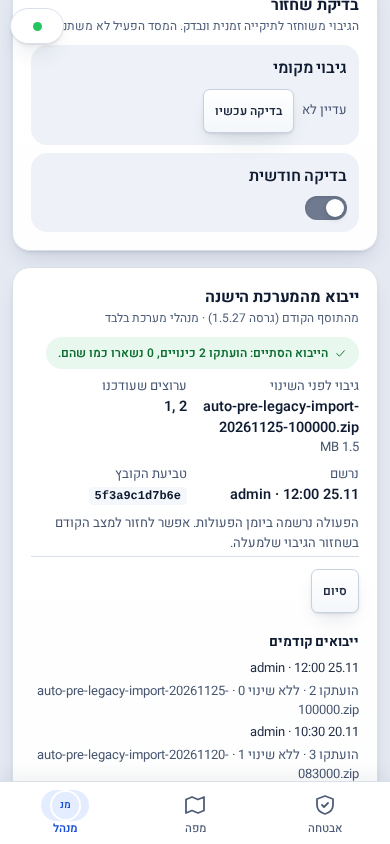 בדיקת שחזור
הגיבוי משוחזר לתיקייה זמנית ונבדק. המסד הפעיל לא
גיבוי מקומי
עדיין לא
בדיקה עכשיו
בדיקה חודשית
ייבוא מהמערכת הישנה
מהתוסף הקודם (גרסה 1.5.27) · מנהלי מערכת בלבד
הייבוא הסתיים: הועתקו 2 כינויים, 0 נשארו כמו שהם.
גיבוי לפני השינוי
auto-pre-legacy-import-
20261125-100000.zip
1.5 MB
ערוצים שעודכנו
1, 2
נרשם
25.11 12:00 · admin
טביעת הקובץ
5f3a9c1d7b6e
הפעולה נרשמה ביומן הפעולות. אפשר לחזור למצב הקודם
בשחזור הגיבוי שלמעלה.
סיום
ייבואים קודמים
25.11 12:00 · admin
הועתקו 2 · ללא שינוי 0 · auto-pre-legacy-import-20261125-
100000.zip
20.11 10:30 · admin
הועתקו 3 · ללא שינוי 1 · auto-pre-legacy-import-20261120-
083000.zip
אבטחה
מפה
מנ
מנהל